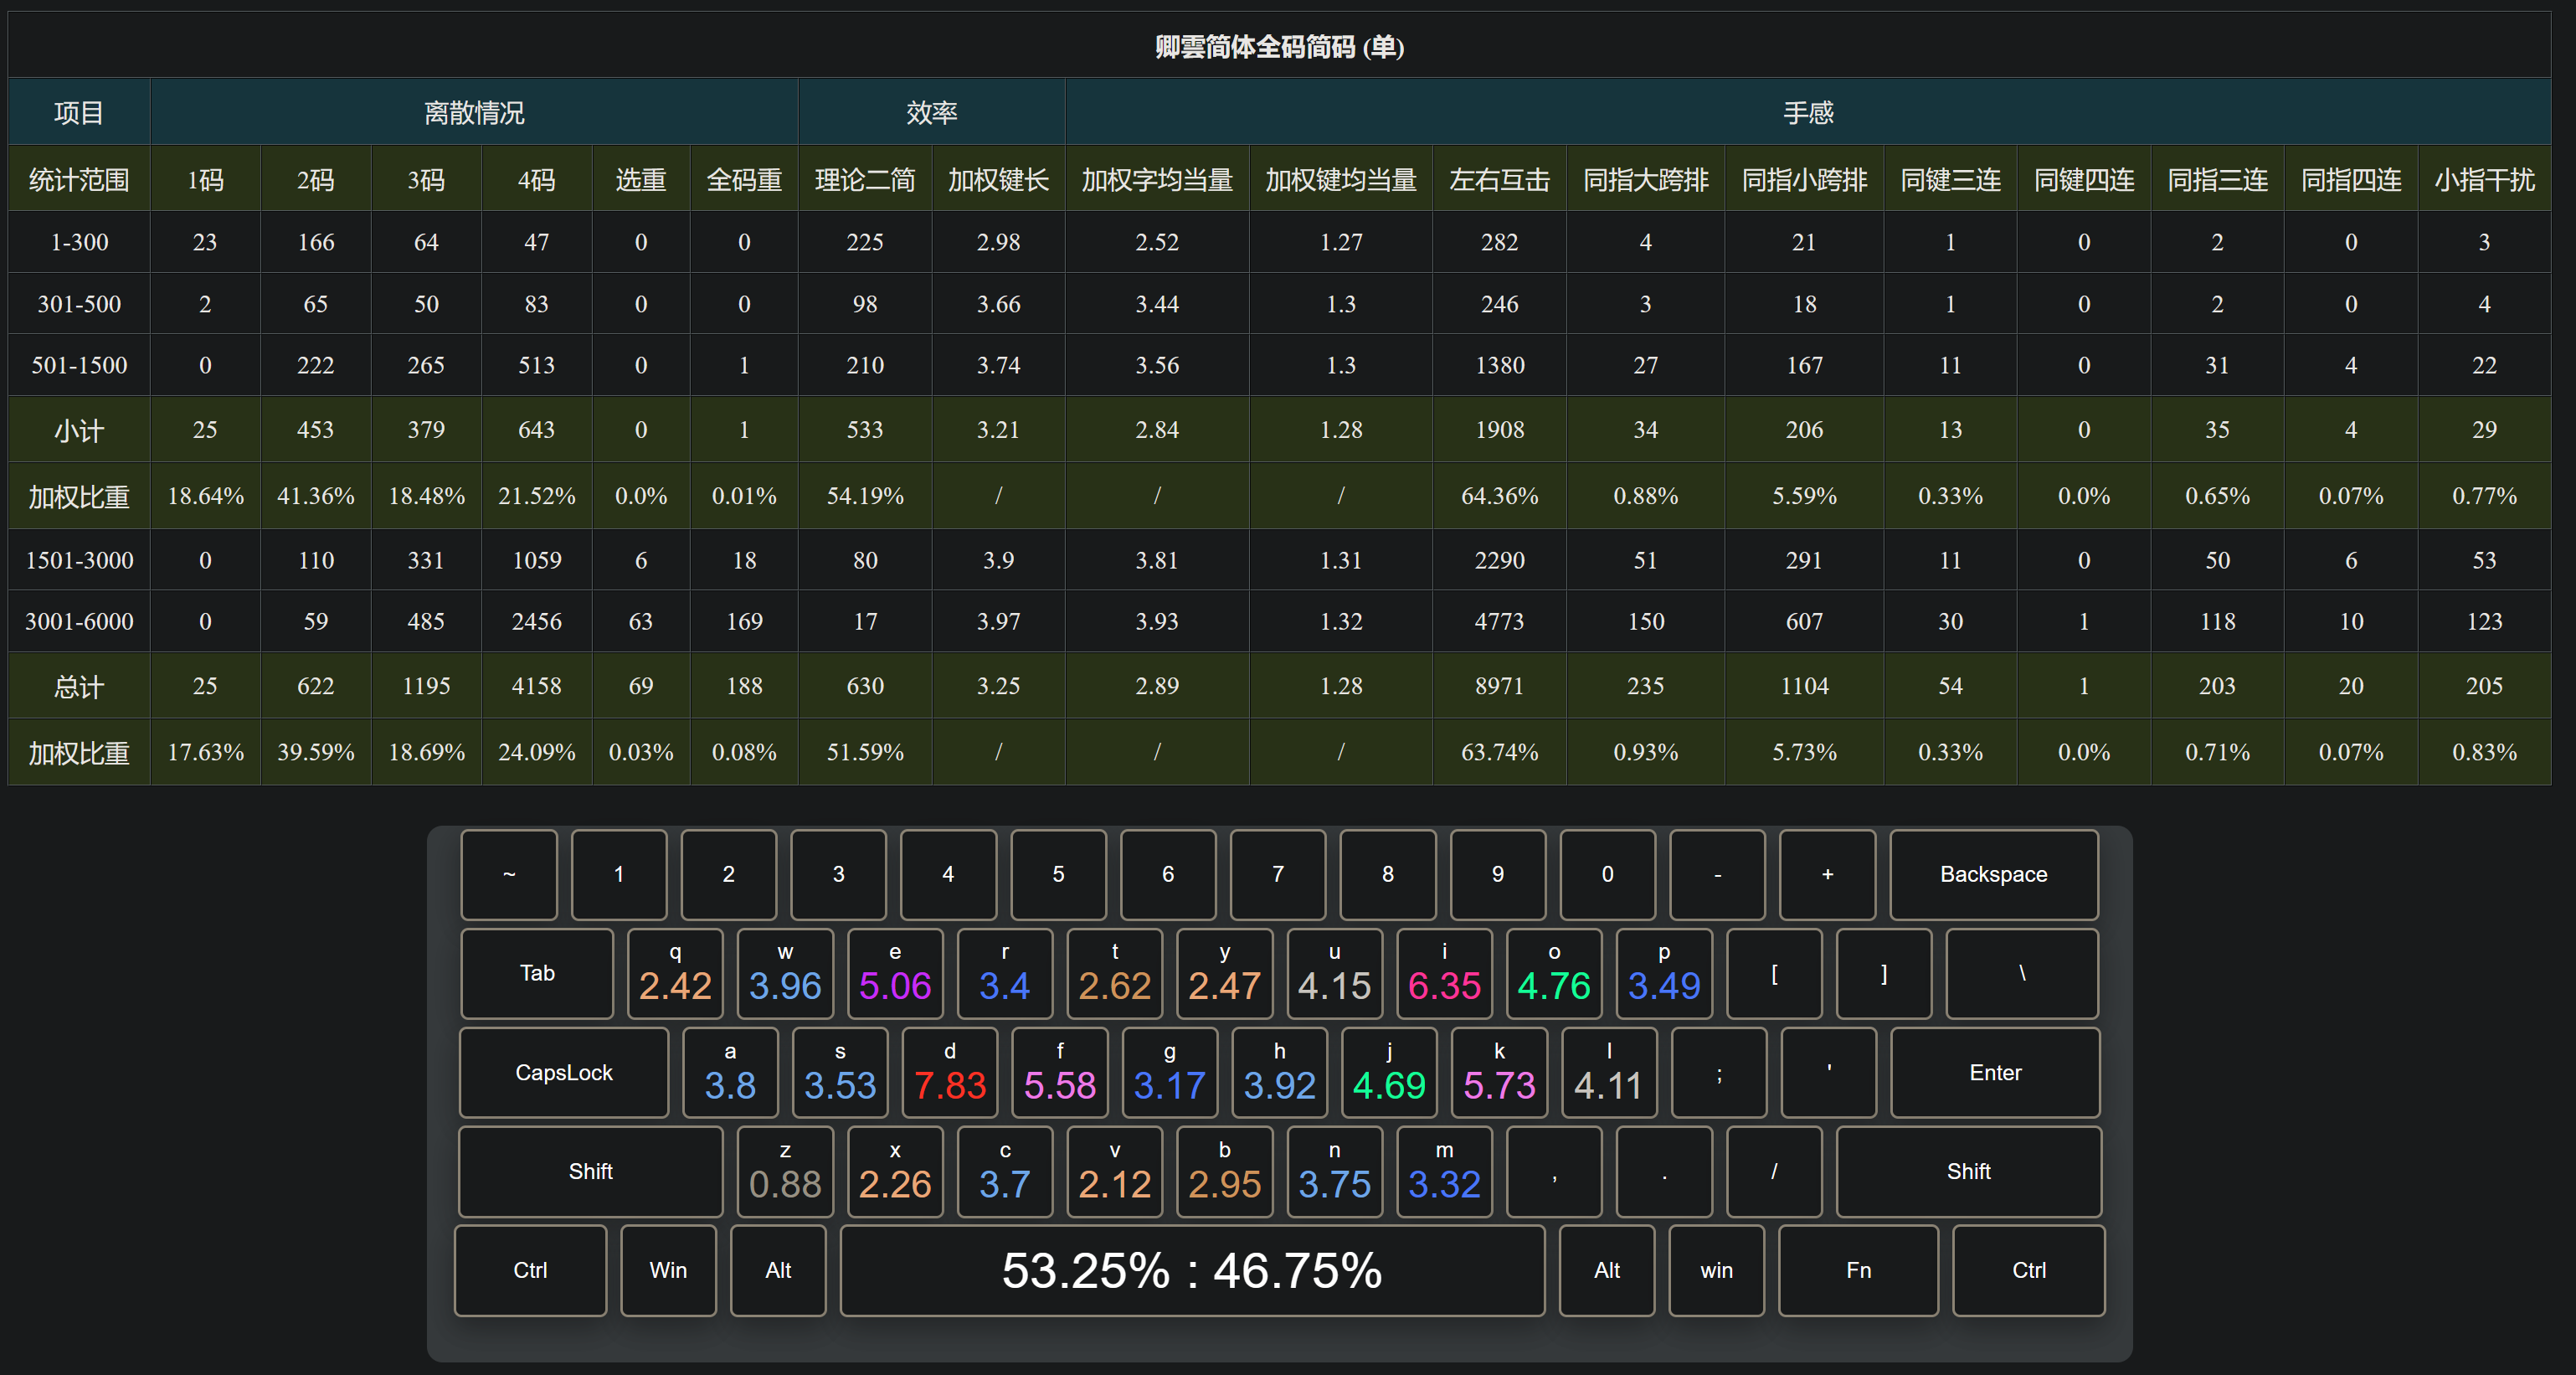 卿雲简体全码简码 (单)
项目 离散情况 效率 手感
统计范围 1码 2码 3码 4码 选重 全码重 理论二简 加权键长 加权字均当量 加权键均当量 左右互击 同指大跨排 同指小跨排 同键三连 同键四连 同指三连 同指四连 小指干扰
1-300 23 166 64 47 0 0 225 2.98 2.52 1.27 282 4 21 1 0 2 0 3
301-500 2 65 50 83 0 0 98 3.66 3.44 1.3 246 3 18 1 0 2 0 4
501-1500 0 222 265 513 0 1 210 3.74 3.56 1.3 1380 27 167 11 0 31 4 22
小计 25 453 379 643 0 1 533 3.21 2.84 1.28 1908 34 206 13 0 35 4 29
加权比重 18.64% 41.36% 18.48% 21.52% 0.0% 0.01% 54.19% / / / 64.36% 0.88% 5.59% 0.33% 0.0% 0.65% 0.07% 0.77%
1501-3000 0 110 331 1059 6 18 80 3.9 3.81 1.31 2290 51 291 11 0 50 6 53
3001-6000 0 59 485 2456 63 169 17 3.97 3.93 1.32 4773 150 607 30 1 118 10 123
总计 25 622 1195 4158 69 188 630 3.25 2.89 1.28 8971 235 1104 54 1 203 20 205
加权比重 17.63% 39.59% 18.69% 24.09% 0.03% 0.08% 51.59% / / / 63.74% 0.93% 5.73% 0.33% 0.0% 0.71% 0.07% 0.83%
~ 1 2 3 4 5 6 7 8 9 0 - + Backspace
q w e r t y u i o p
Tab 2.42 3.96 5.06 3.4 2.62 2.47 4.15 6.35 4.76 3.49 [ ] \
a s d f g h j k l
CapsLock 3.8 3.53 7.83 5.58 3.17 3.92 4.69 5.73 4.11 ; ' Enter
z x c v b n m
Shift 0.88 2.26 3.7 2.12 2.95 3.75 3.32 , . / Shift
Ctrl Win Alt 53.25% : 46.75% Alt win Fn Ctrl